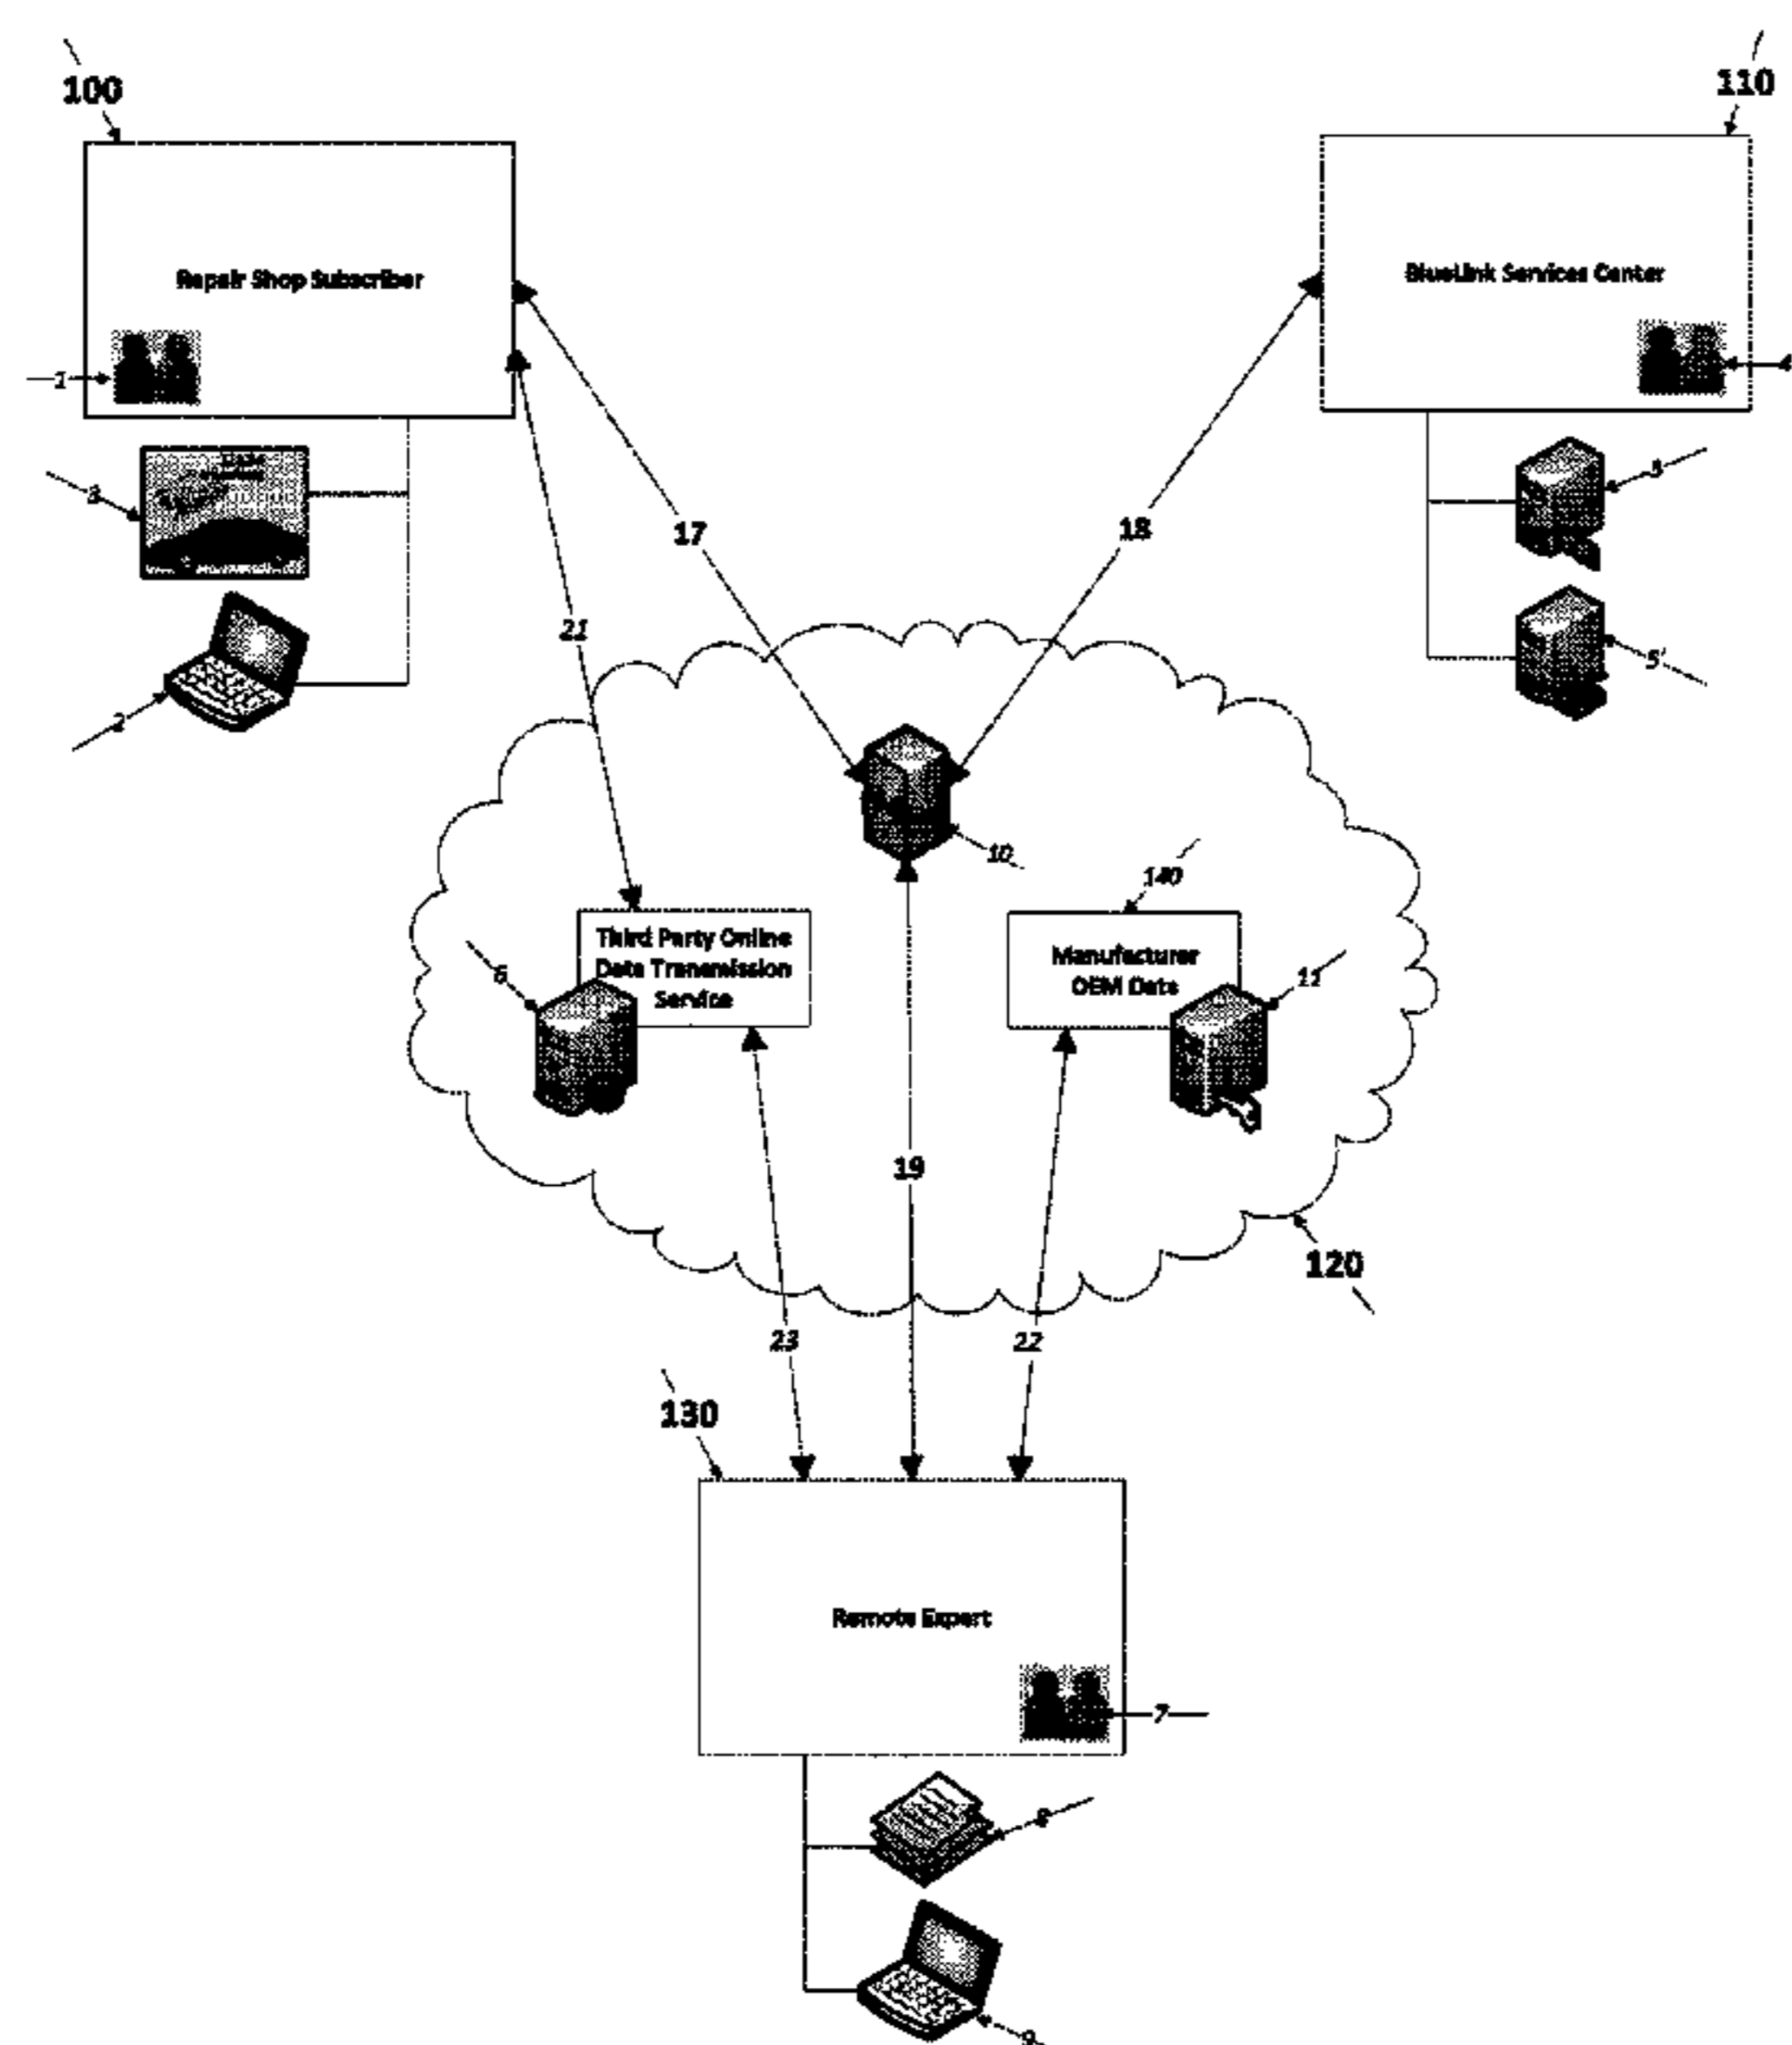 100
110
Repair Shop Subscriber
BlueLink Services Center
1
4
3
5
17
18
21
2
5'
10
140
Third Party Online
Data Transmission
Service
6
Manufacturer
OEM Data
11
19
120
23
22
130
Remote Expert
7
8
9